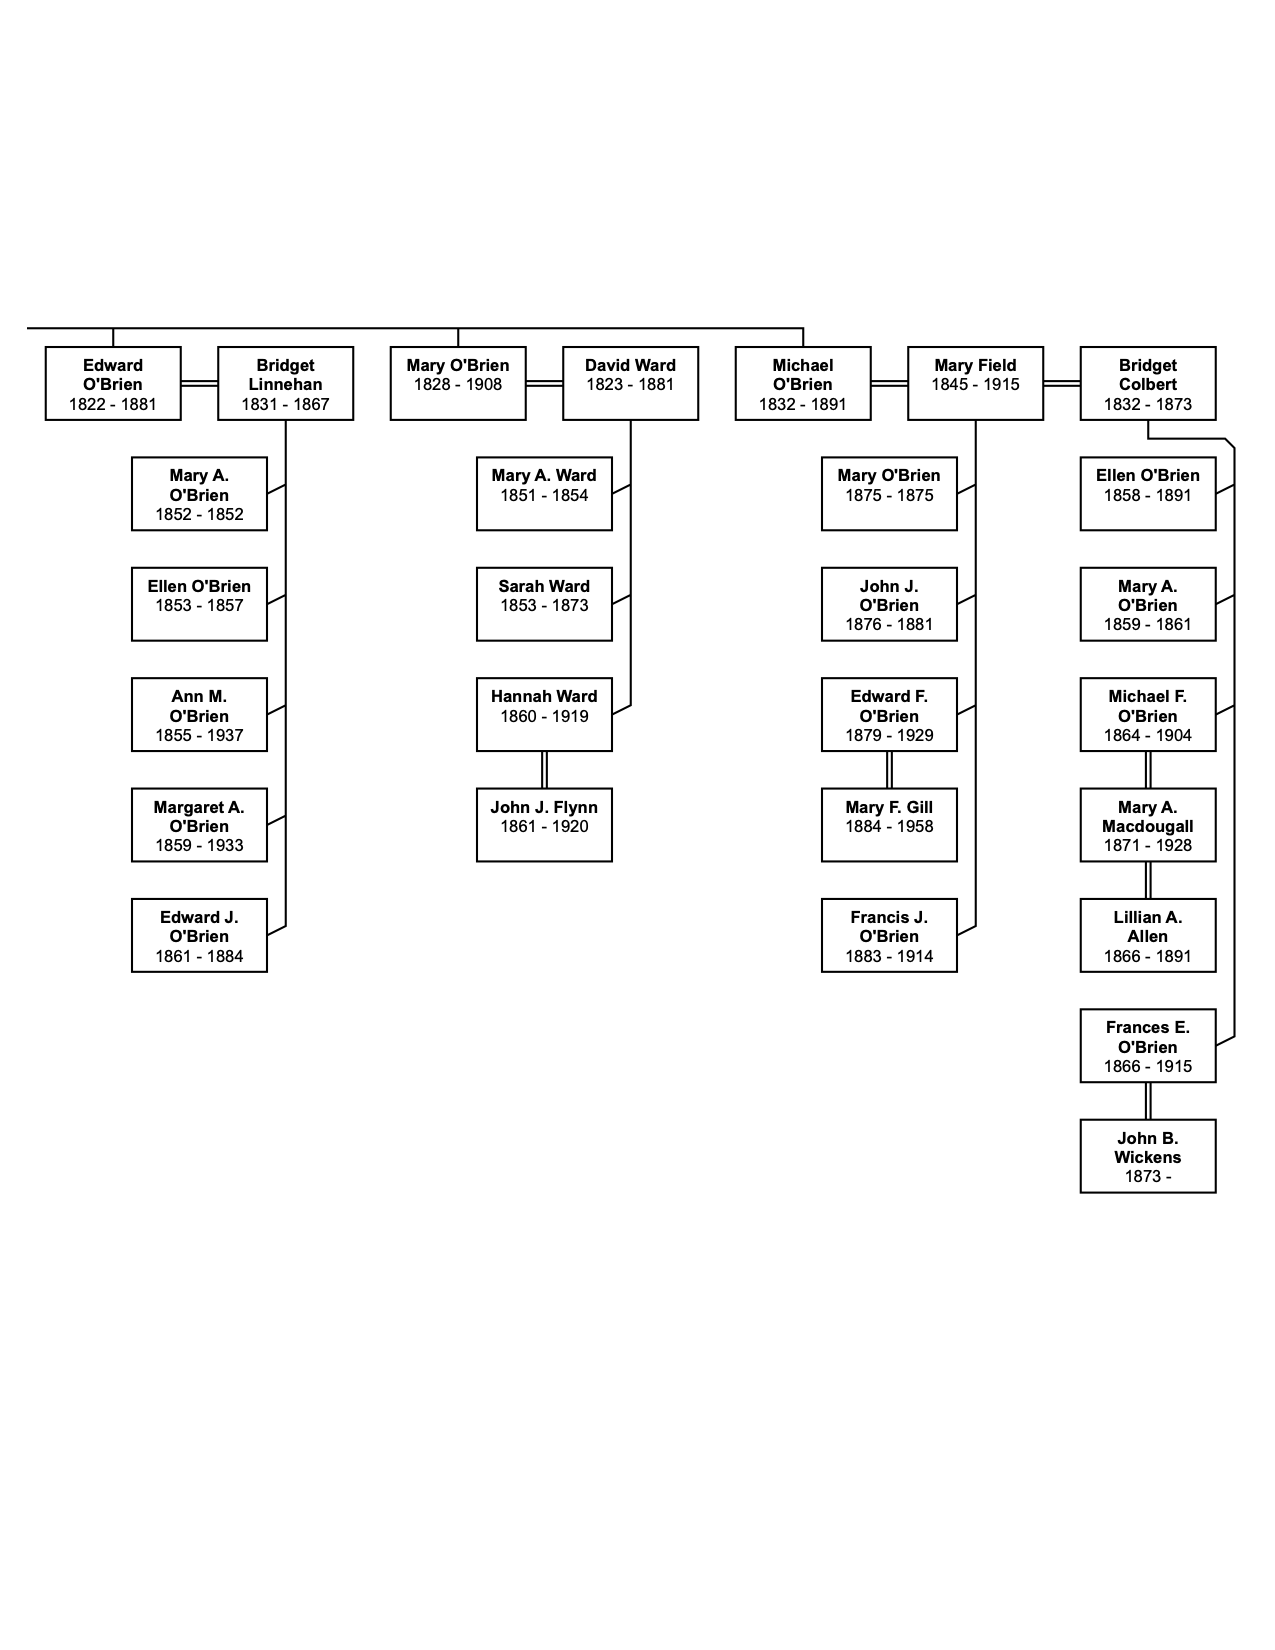 Edward
O'Brien
1822 - 1881
Bridget
Linnehan
1831 - 1867
Mary O'Brien
1828 - 1908
David Ward
1823 - 1881
Michael
O'Brien
1832 - 1891
Mary Field
1845 - 1915
Bridget
Colbert
1832 - 1873
Mary A.
O'Brien
1852 - 1852
Ellen O'Brien
1853 - 1857
Ann M.
O'Brien
1855 - 1937
Margaret A.
O'Brien
1859 - 1933
Edward J.
O'Brien
1861 - 1884
Mary A. Ward
1851 - 1854
Sarah Ward
1853 - 1873
Hannah Ward
1860 - 1919
John J. Flynn
1861 - 1920
Mary O'Brien
1875 - 1875
John J.
O'Brien
1876 - 1881
Edward F.
O'Brien
1879 - 1929
Mary F. Gill
1884 - 1958
Francis J.
O'Brien
1883 - 1914
Ellen O'Brien
1858 - 1891
Mary A.
O'Brien
1859 - 1861
Michael F.
O'Brien
1864 - 1904
Mary A.
Macdougall
1871 - 1928
Lillian A.
Allen
1866 - 1891
Frances E.
O'Brien
1866 - 1915
John B.
Wickens
1873 -